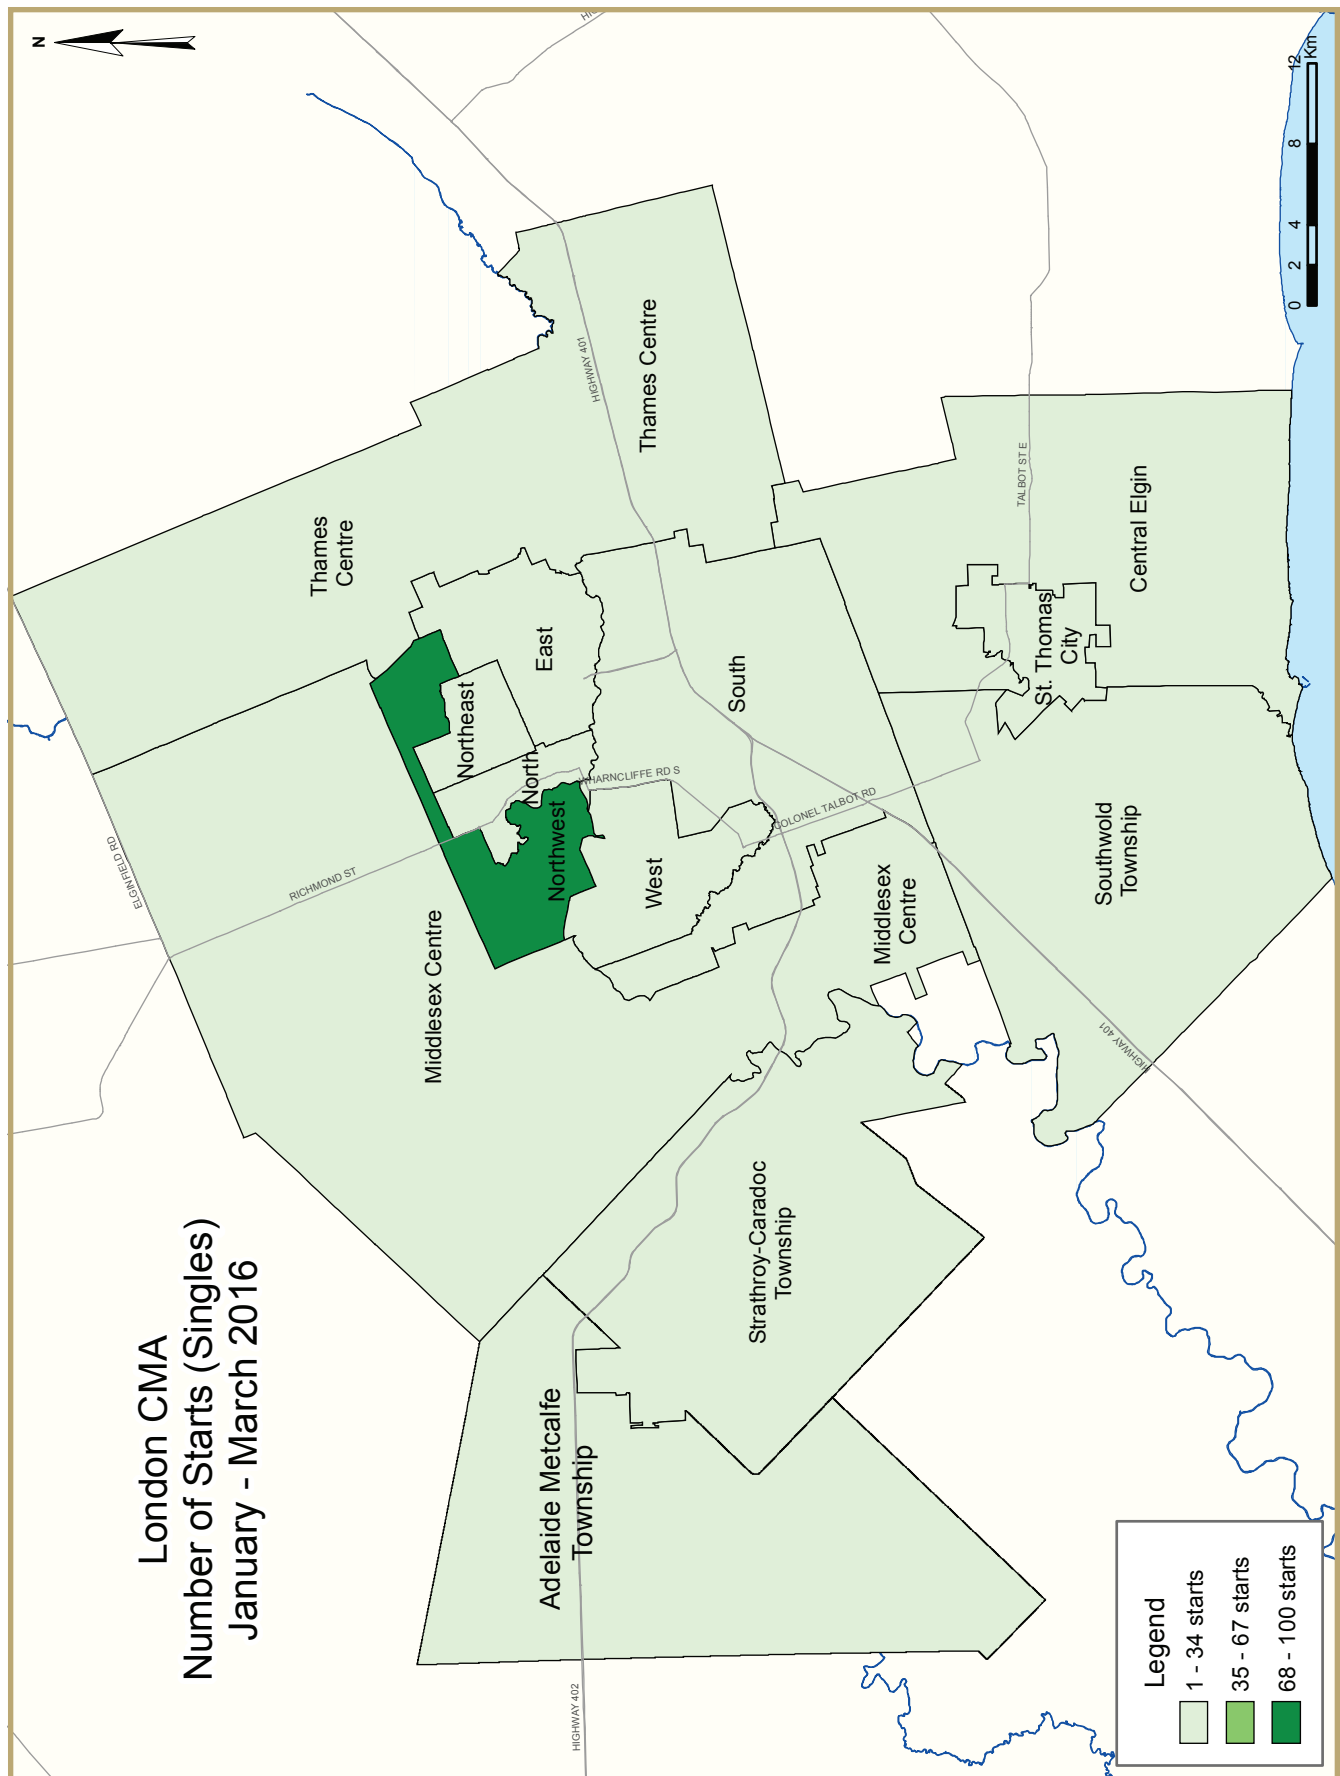 London CMA
Number of Starts (Singles)
January - March 2016
N
ELGINFIELD RD
RICHMOND ST
Thames
Centre
Middlesex Centre
Northeast
North
East
Northwest
WHARNCLIFFE RD S
West
South
HIGHWAY 401
Thames Centre
COLONEL TALBOT RD
Middlesex
Centre
Adelaide Metcalfe
Township
HIGHWAY 402
Strathroy-Caradoc
Township
TALBOT ST E
St. Thomas
City
Central Elgin
Southwold
Township
HIGHWAY 401
Legend
1 - 34 starts
35 - 67 starts
68 - 100 starts
0 2 4 8 12
Km